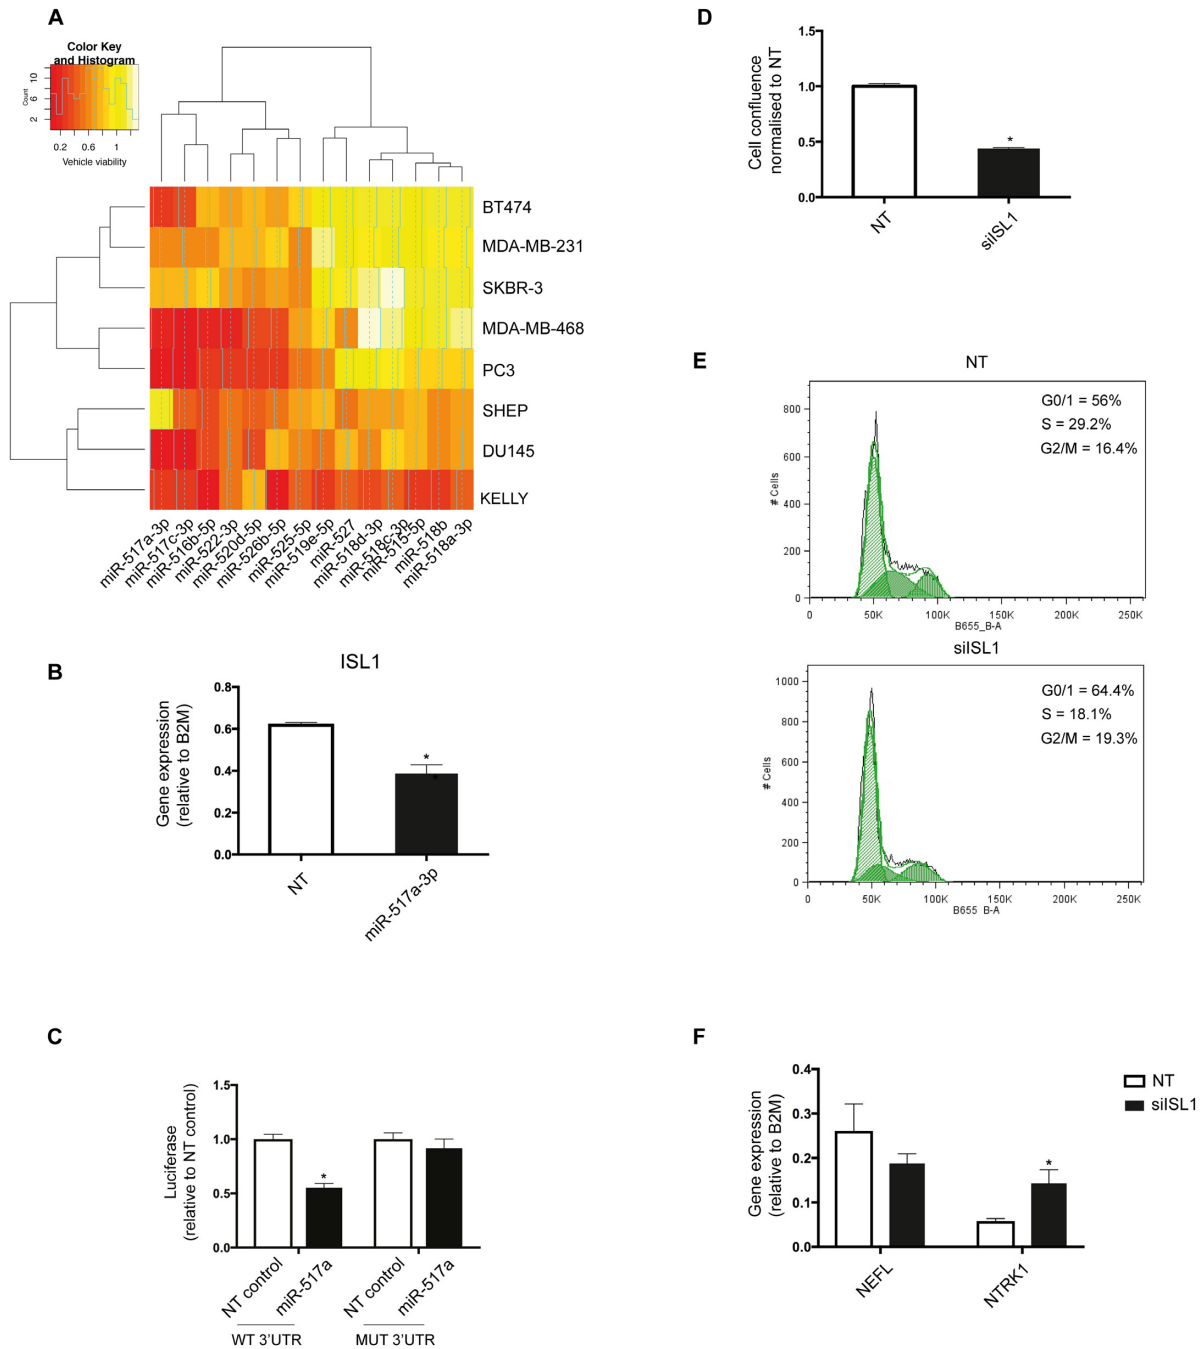 A
Color Key
and Histogram
Count
2 6 10
0.2 0.6 1
Vehicle viability
BT474
MDA-MB-231
SKBR-3
MDA-MB-468
PC3
SHEP
DU145
KELLY
miR-517a-3p
miR-517c-3p
miR-516b-5p
miR-522-3p
miR-520d-5p
miR-526b-5p
miR-525-5p
miR-519e-5p
miR-527
miR-518d-3p
miR-518c-3p
miR-515-5p
miR-518b
miR-518a-3p
B
ISL1
Gene expression
(relative to B2M)
0.8
0.6
0.4
0.2
0.0
*
NT
miR-517a-3p
C
Luciferase
(relative to NT control)
1.5
1.0
0.5
0.0
*
NT control
miR-517a
NT control
miR-517a
WT 3'UTR
MUT 3'UTR
D
Cell confluence
normalised to NT
1.5
1.0
0.5
0.0
*
NT
siISL1
E
NT
G0/1 = 56%
S = 29.2%
G2/M = 16.4%
# Cells
800
600
400
200
0
0 50K 100K 150K 200K 250K
B655_B-A
siISL1
G0/1 = 64.4%
S = 18.1%
G2/M = 19.3%
# Cells
1000
800
600
400
200
0
0 50K 100K 150K 200K 250K
B655 B-A
F
Gene expression
(relative to B2M)
0.4
0.3
0.2
0.1
0.0
*
NEFL
NTRK1
NT
siISL1